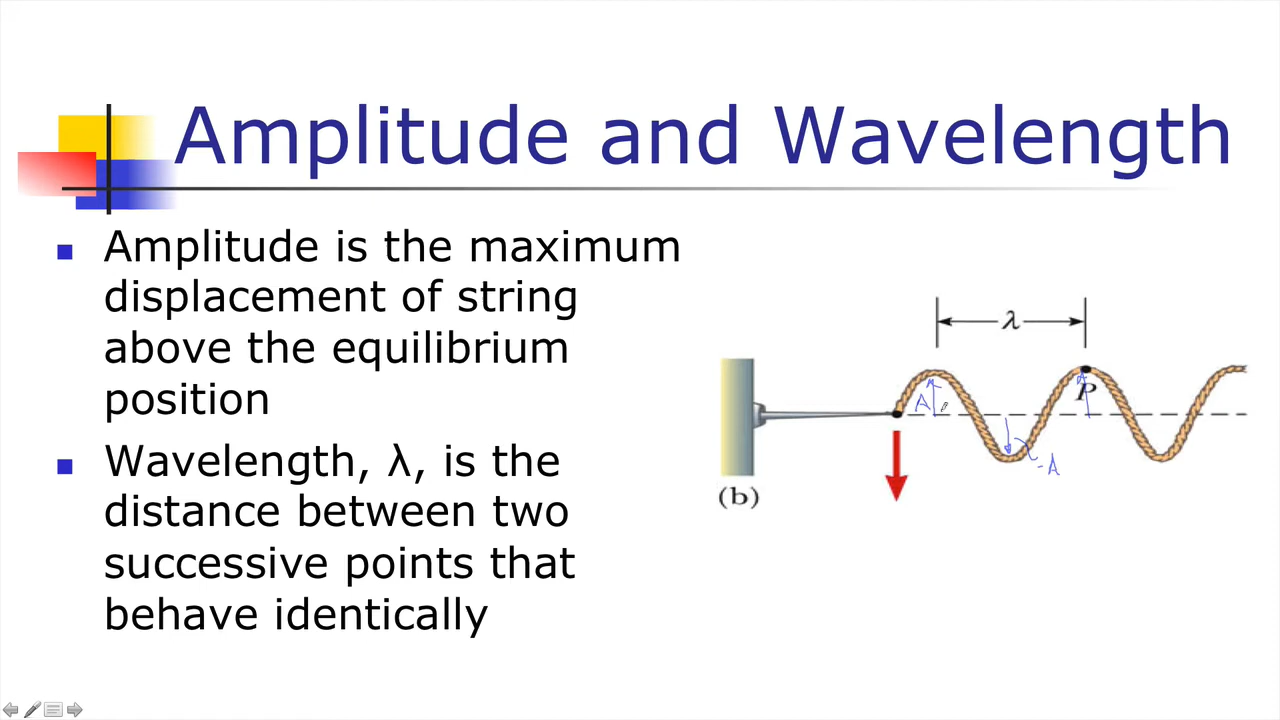 Amplitude and Wavelength
Amplitude is the maximum
displacement of string
above the equilibrium
position
Wavelength, λ, is the
distance between two
successive points that
behave identically
λ
P
A
-A
(b)